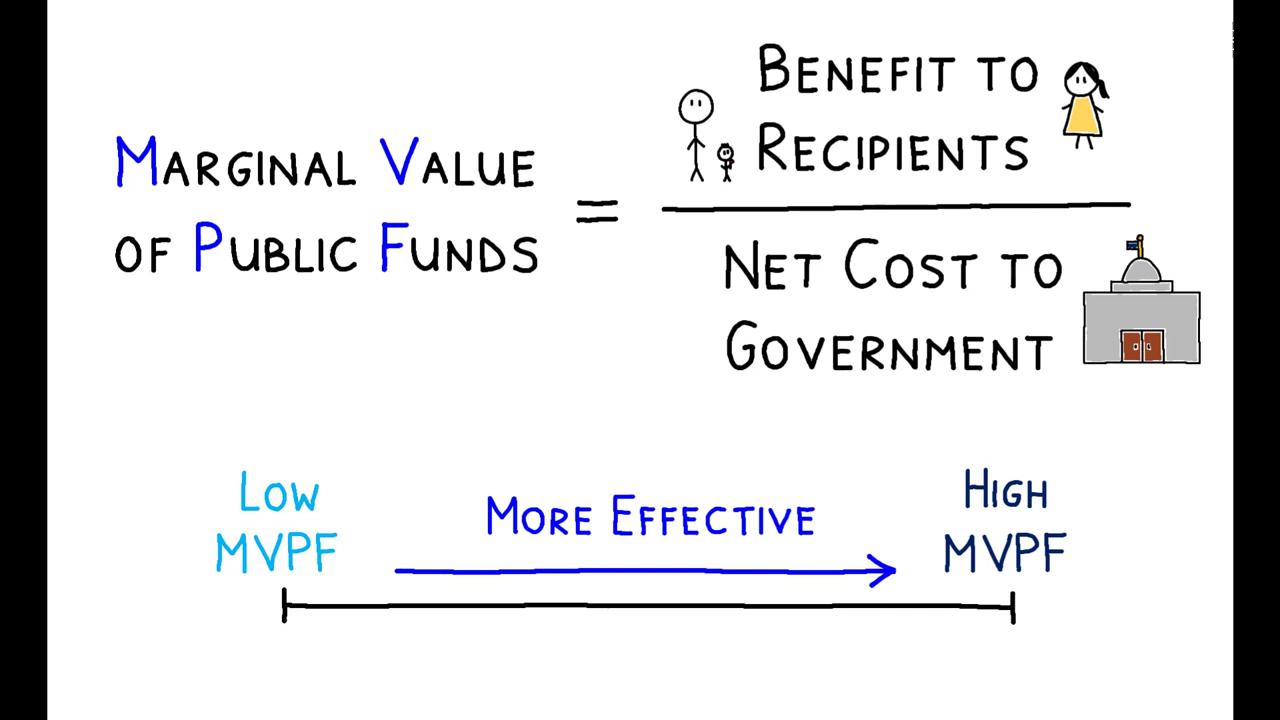 Marginal Value
of Public Funds
=
Benefit to
Recipients
Net Cost to
Government
Low
MVPF
More Effective
High
MVPF